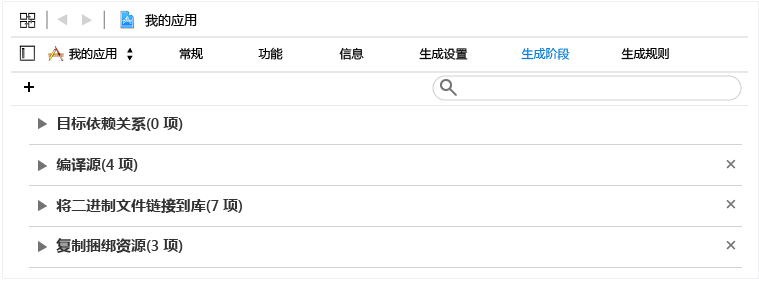 我的应用
我的应用 常规 功能 信息 生成设置 生成阶段 生成规则
目标依赖关系(0 项)
编译源(4 项)
将二进制文件链接到库(7 项)
复制捆绑资源(3 项)